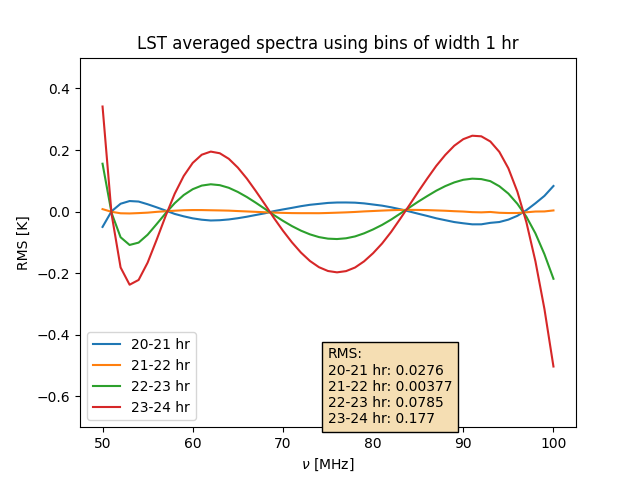 LST averaged spectra using bins of width 1 hr
RMS [K]
0.4
0.2
0.0
−0.2
−0.4
−0.6
20-21 hr
21-22 hr
22-23 hr
23-24 hr
RMS:
20-21 hr: 0.0276
21-22 hr: 0.00377
22-23 hr: 0.0785
23-24 hr: 0.177
50 60 70 80 90 100
ν [MHz]